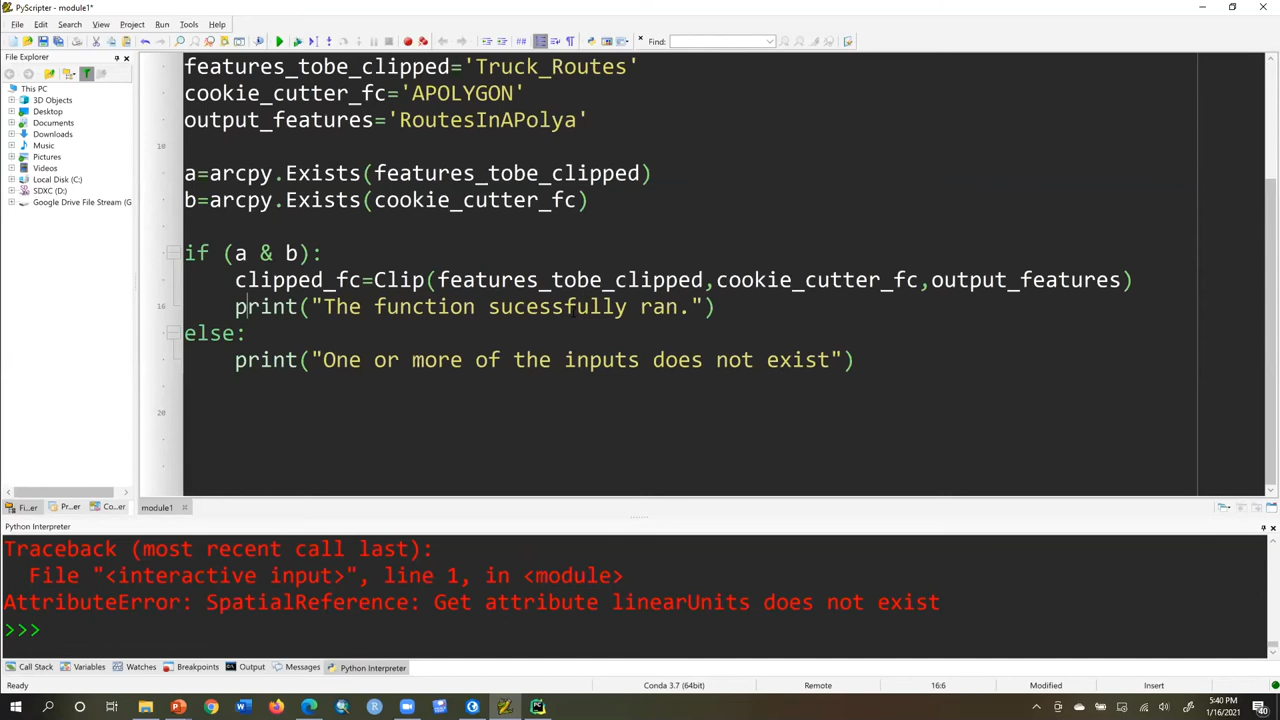 PyScripter - module1*
File Edit Search View Project Run Tools Help
Find:
File Explorer
This PC
3D Objects
Desktop
Documents
Downloads
Music
Pictures
Videos
Local Disk (C:)
SDXC (D:)
Google Drive File Stream (G
features_tobe_clipped='Truck_Routes'
cookie_cutter_fc='APOLYGON'
output_features='RoutesInAPolya'
10
a=arcpy.Exists(features_tobe_clipped)
b=arcpy.Exists(cookie_cutter_fc)
if (a & b):
clipped_fc=Clip(features_tobe_clipped,cookie_cutter_fc,output_features)
16 print("The function sucessfully ran.")
else:
print("One or more of the inputs does not exist")
20
Fi...er Pr...er Co...er module1
Python Interpreter
Traceback (most recent call last):
File "<interactive input>", line 1, in <module>
AttributeError: SpatialReference: Get attribute linearUnits does not exist
>>>
Call Stack Variables Watches Breakpoints Output Messages Python Interpreter
Ready Conda 3.7 (64bit) Remote 16:6 Modified Insert
5:40 PM
1/16/2021